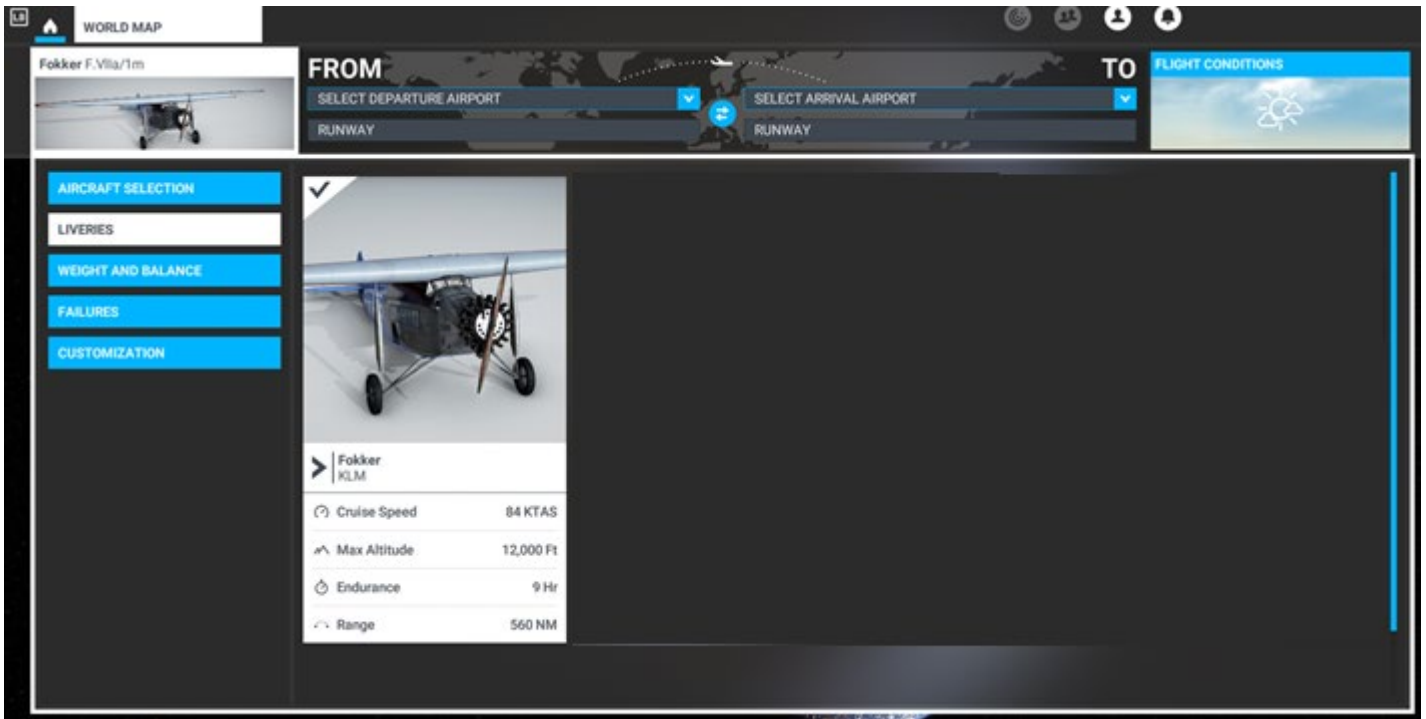 LB
WORLD MAP
Fokker F.VIIa/1m
FROM
TO
SELECT DEPARTURE AIRPORT
SELECT ARRIVAL AIRPORT
RUNWAY
RUNWAY
FLIGHT CONDITIONS
AIRCRAFT SELECTION
LIVERIES
WEIGHT AND BALANCE
FAILURES
CUSTOMIZATION
Fokker
KLM
Cruise Speed 84 KTAS
Max Altitude 12,000 Ft
Endurance 9 Hr
Range 560 NM